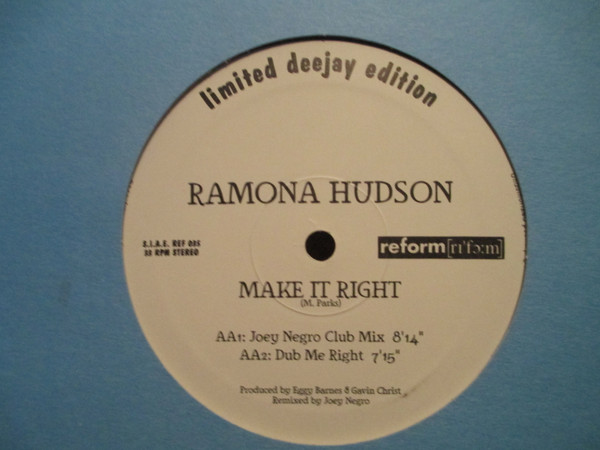 limited deejay edition
RAMONA HUDSON
S.I.A.E. REF 035
33 RPM STEREO
reform[rɪ'fɔ:m]
MAKE IT RIGHT
(M. Parks)
AA1: Joey Negro Club Mix 8'14"
AA2: Dub Me Right 7'15"
Produced by Eggy Barnes & Gavin Christ
Remixed by Joey Negro